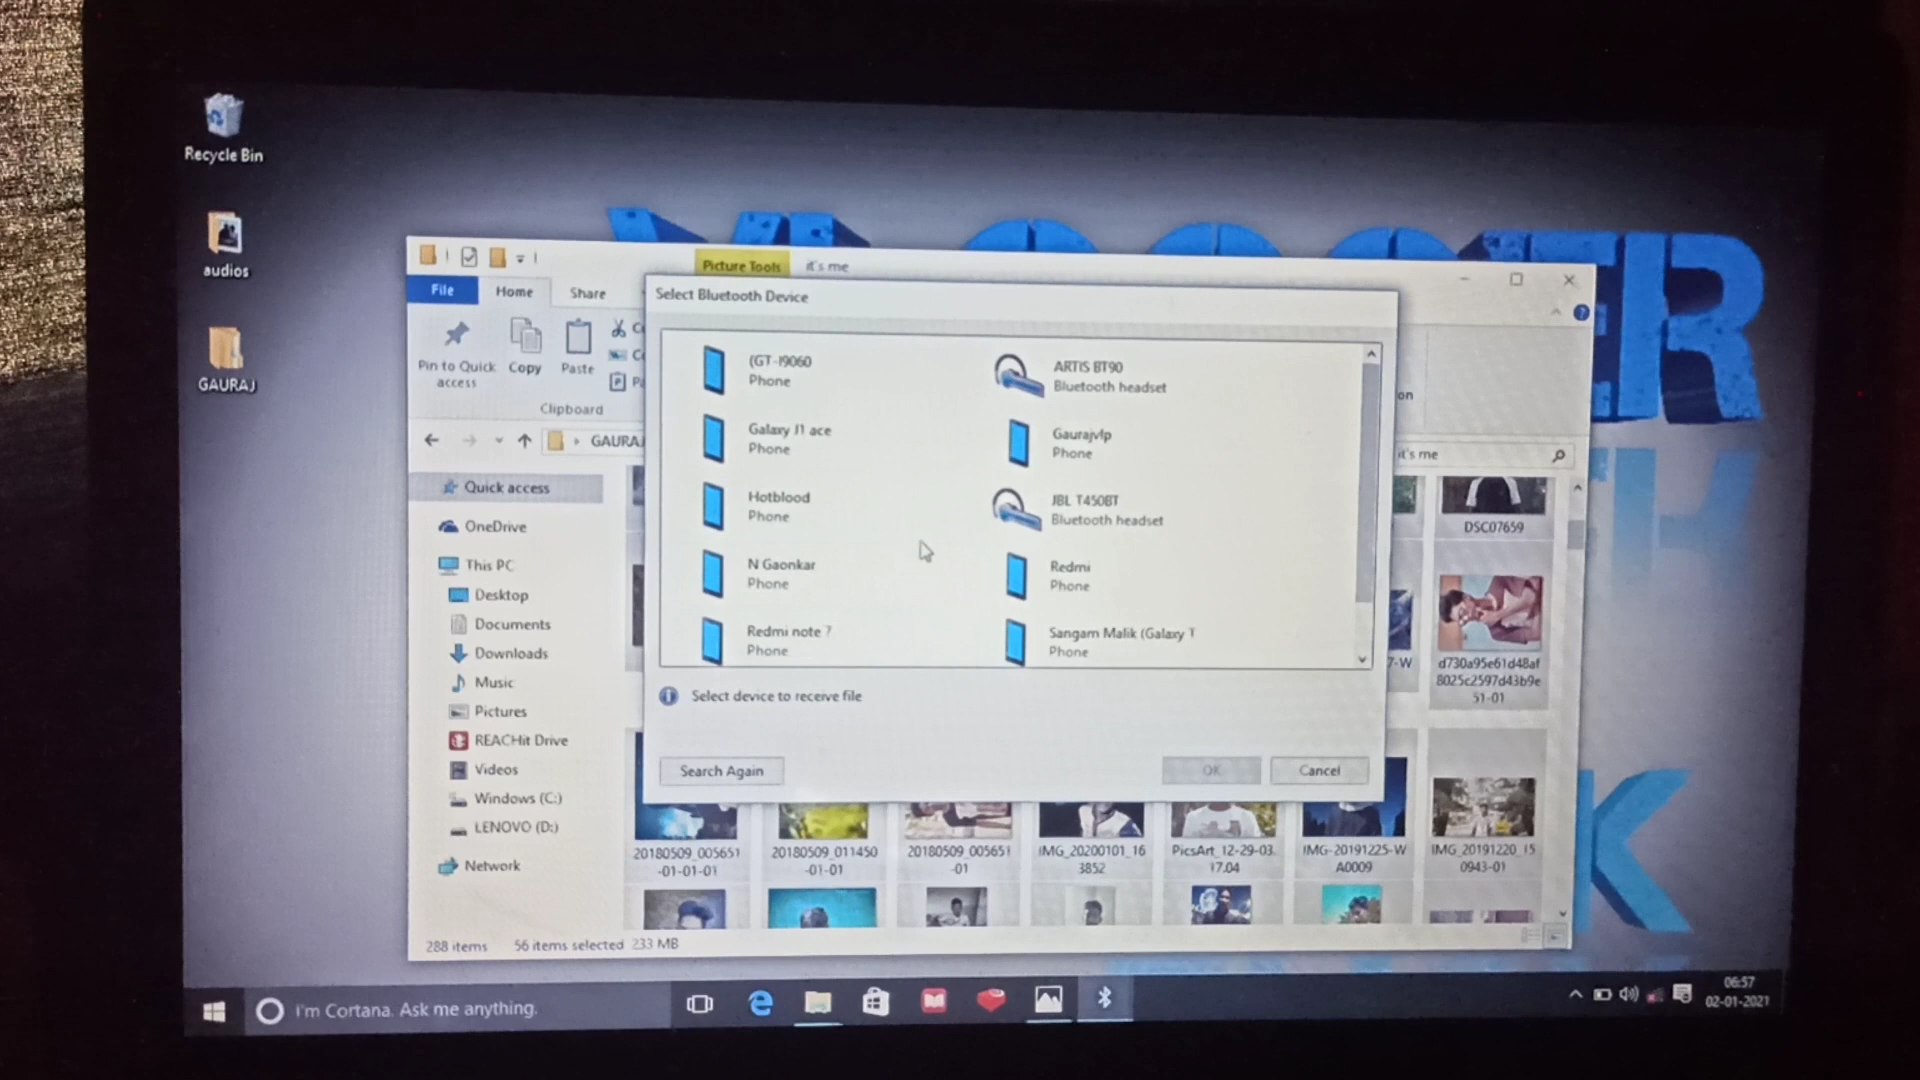 Recycle Bin
audios
GAURAJ
Picture Tools
it's me
File
Home
Share
Pin to Quick
access
Copy
Paste
Clipboard
GAURAJ
it's me
Select Bluetooth Device
(GT-I9060
Phone
ARTIS BT90
Bluetooth headset
Galaxy J1 ace
Phone
Gaurajvlp
Phone
Hotblood
Phone
JBL T450BT
Bluetooth headset
N Gaonkar
Phone
Redmi
Phone
Redmi note 7
Phone
Sangam Malik (Galaxy T
Phone
Select device to receive file
Search Again
OK
Cancel
Quick access
OneDrive
This PC
Desktop
Documents
Downloads
Music
Pictures
REACHit Drive
Videos
Windows (C:)
LENOVO (D:)
Network
DSC07659
7-W
d730a95e61d48af
8025c2597d43b9e
51-01
20180509_005651
-01-01-01
20180509_011450
-01-01
20180509_005651
-01
IMG_20200101_16
3852
PicsArt_12-29-03.
17.04
IMG-20191225-W
A0009
IMG_20191220_15
0943-01
288 items
56 items selected 233 MB
I'm Cortana. Ask me anything.
06:57
02-01-2021